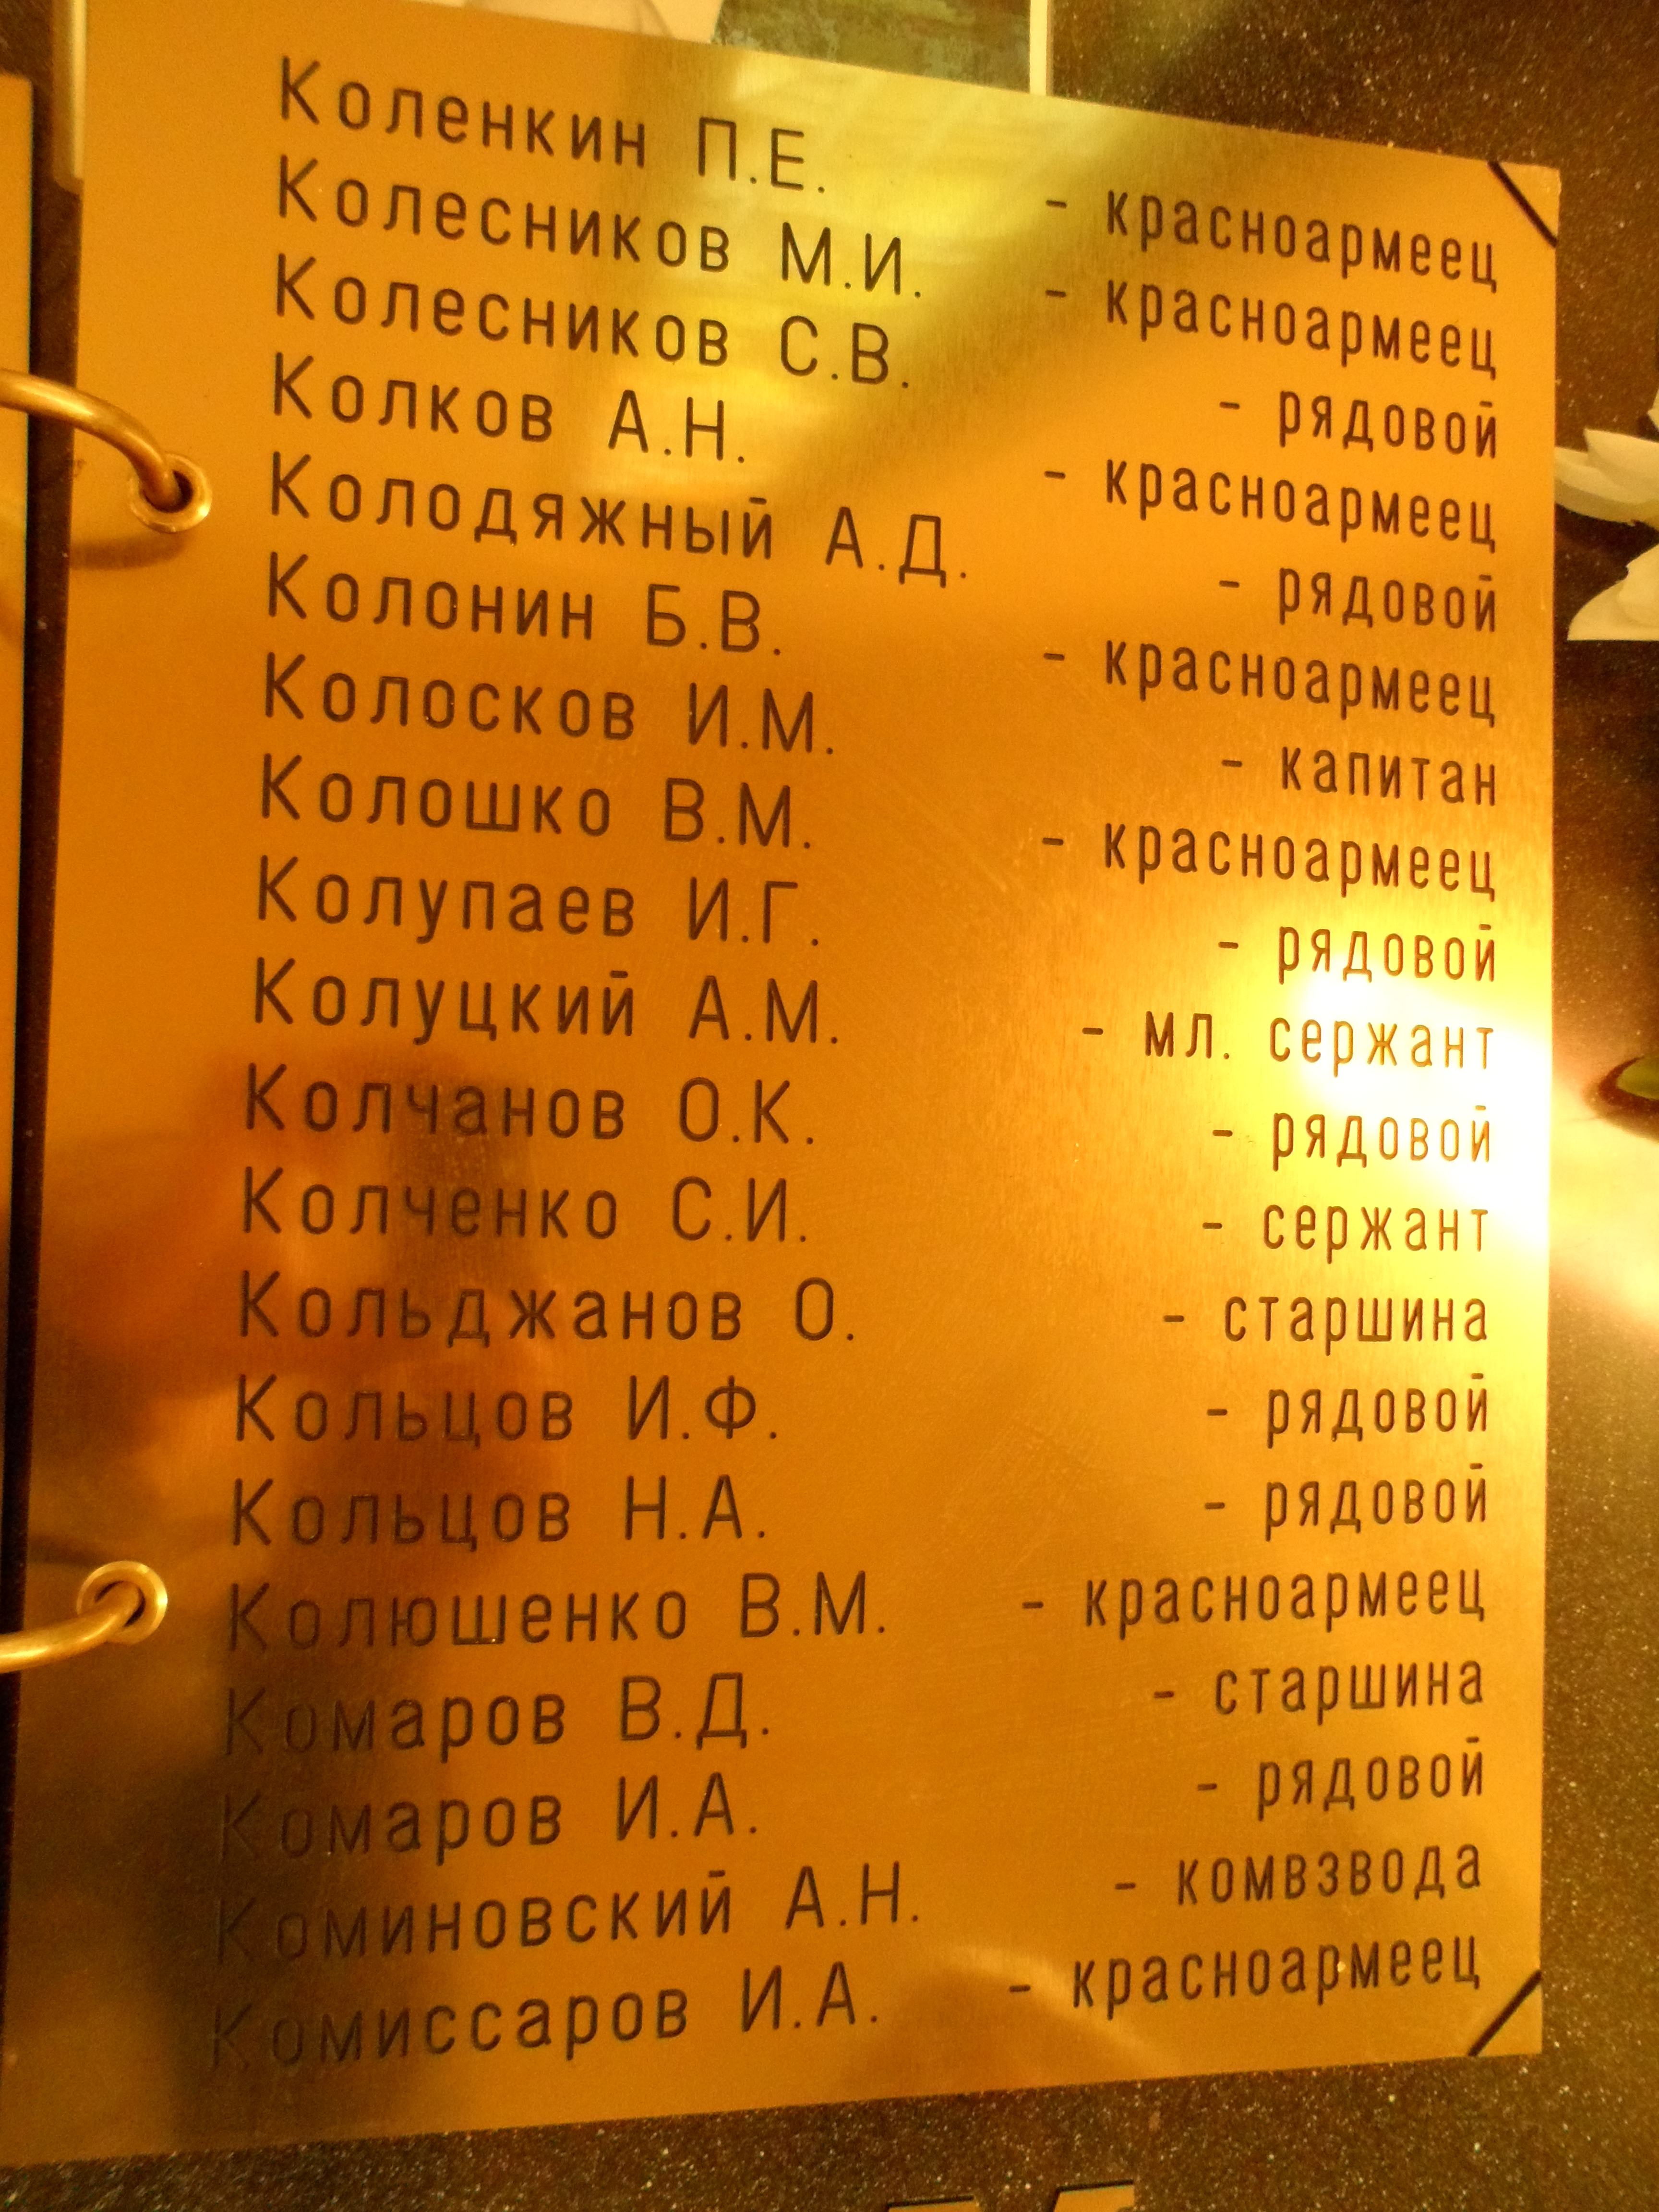 Коленкин П.Е. - красноармеец
Колесников М.И. - красноармеец
Колесников С.В. - рядовой
Колков А.Н. - красноармеец
Колодяжный А.Д. - рядовой
Колонин Б.В. - красноармеец
Колосков И.М. - капитан
Колошко В.М. - красноармеец
Колупаев И.Г. - рядовой
Колуцкий А.М. - мл. сержант
Колчанов О.К. - рядовой
Колченко С.И. - сержант
Кольджанов О. - старшина
Кольцов И.Ф. - рядовой
Кольцов Н.А. - рядовой
Колюшенко В.М. - красноармеец
Комаров В.Д. - старшина
Комаров И.А. - рядовой
Коминовский А.Н. - комвзвода
Комиссаров И.А. - красноармеец